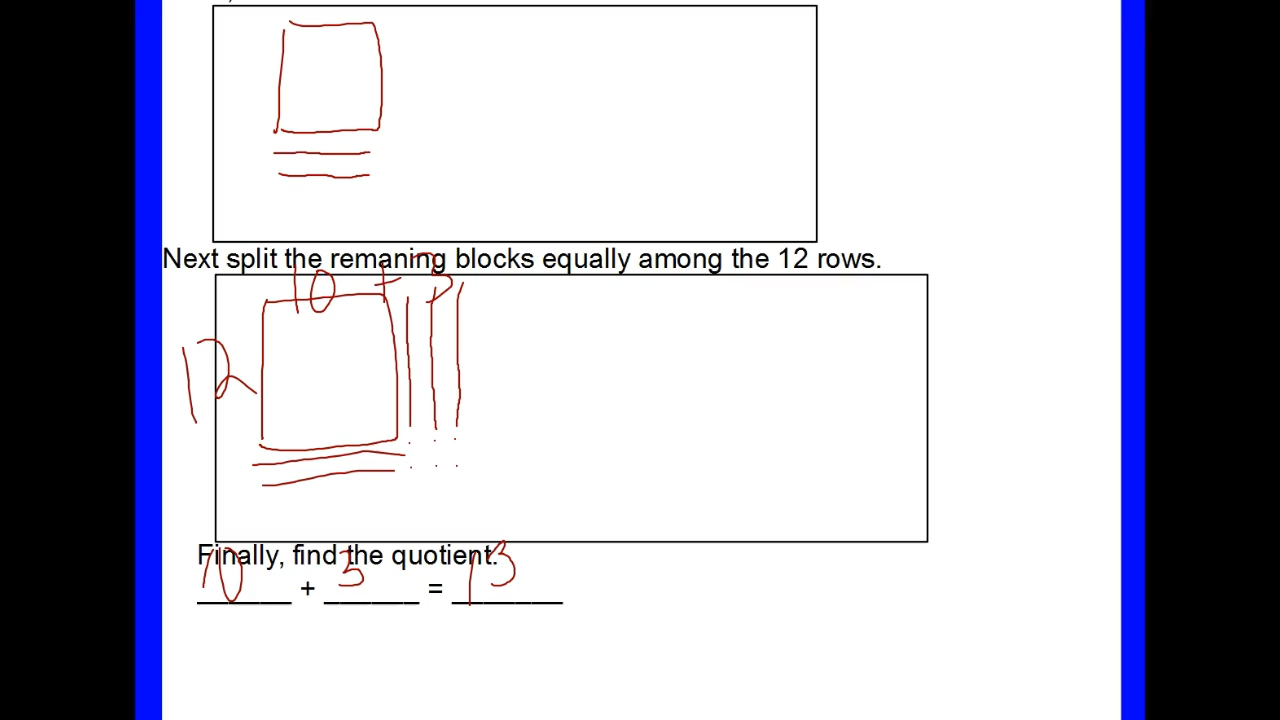 Next split the remaning blocks equally among the 12 rows.
10 + 3
12
Finally, find the quotient.
10 + 3 = 13